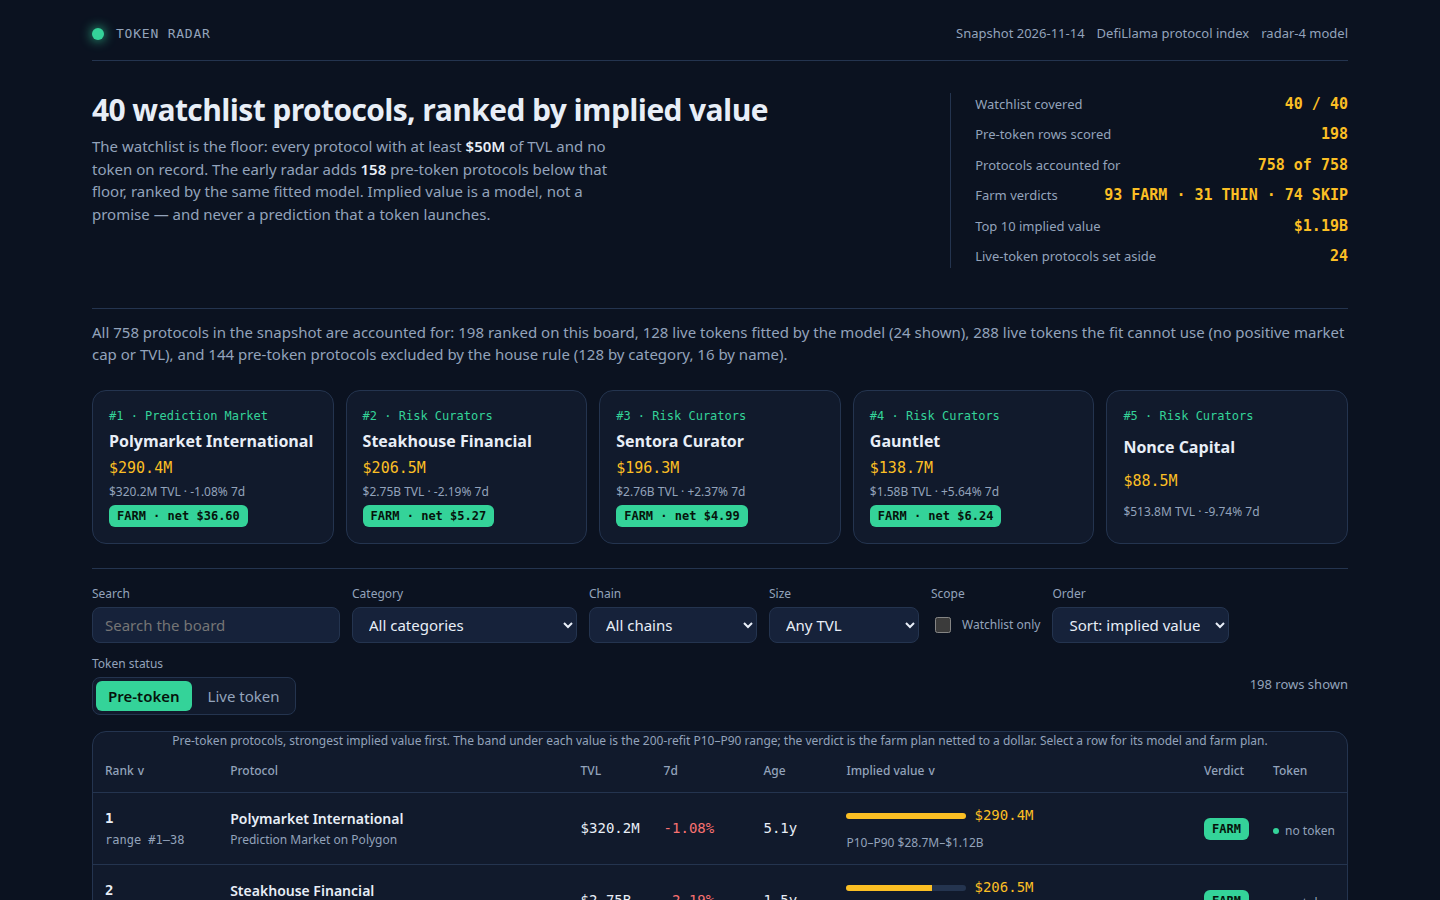 TOKEN RADAR
Snapshot 2026-11-14 DefiLlama protocol index radar-4 model
40 watchlist protocols, ranked by implied value
The watchlist is the floor: every protocol with at least $50M of TVL and no
token on record. The early radar adds 158 pre-token protocols below that
floor, ranked by the same fitted model. Implied value is a model, not a
promise — and never a prediction that a token launches.
Watchlist covered 40 / 40
Pre-token rows scored 198
Protocols accounted for 758 of 758
Farm verdicts 93 FARM · 31 THIN · 74 SKIP
Top 10 implied value $1.19B
Live-token protocols set aside 24
All 758 protocols in the snapshot are accounted for: 198 ranked on this board, 128 live tokens fitted by the model (24 shown), 288 live tokens the fit cannot use (no positive market
cap or TVL), and 144 pre-token protocols excluded by the house rule (128 by category, 16 by name).
#1 · Prediction Market
Polymarket International
$290.4M
$320.2M TVL · -1.08% 7d
FARM · net $36.60
#2 · Risk Curators
Steakhouse Financial
$206.5M
$2.75B TVL · -2.19% 7d
FARM · net $5.27
#3 · Risk Curators
Sentora Curator
$196.3M
$2.76B TVL · +2.37% 7d
FARM · net $4.99
#4 · Risk Curators
Gauntlet
$138.7M
$1.58B TVL · +5.64% 7d
FARM · net $6.24
#5 · Risk Curators
Nonce Capital
$88.5M
$513.8M TVL · -9.74% 7d
Search Category Chain Size Scope Order
Search the board All categories All chains Any TVL Watchlist only Sort: implied value
Token status
Pre-token Live token
198 rows shown
Pre-token protocols, strongest implied value first. The band under each value is the 200-refit P10–P90 range; the verdict is the farm plan netted to a dollar. Select a row for its model and farm plan.
Rank v Protocol TVL 7d Age Implied value v Verdict Token
1 Polymarket International $320.2M -1.08% 5.1y $290.4M FARM no token
range #1–38 Prediction Market on Polygon P10–P90 $28.7M–$1.12B
2 Steakhouse Financial $2.75B -2.19% 1.5y $206.5M FARM